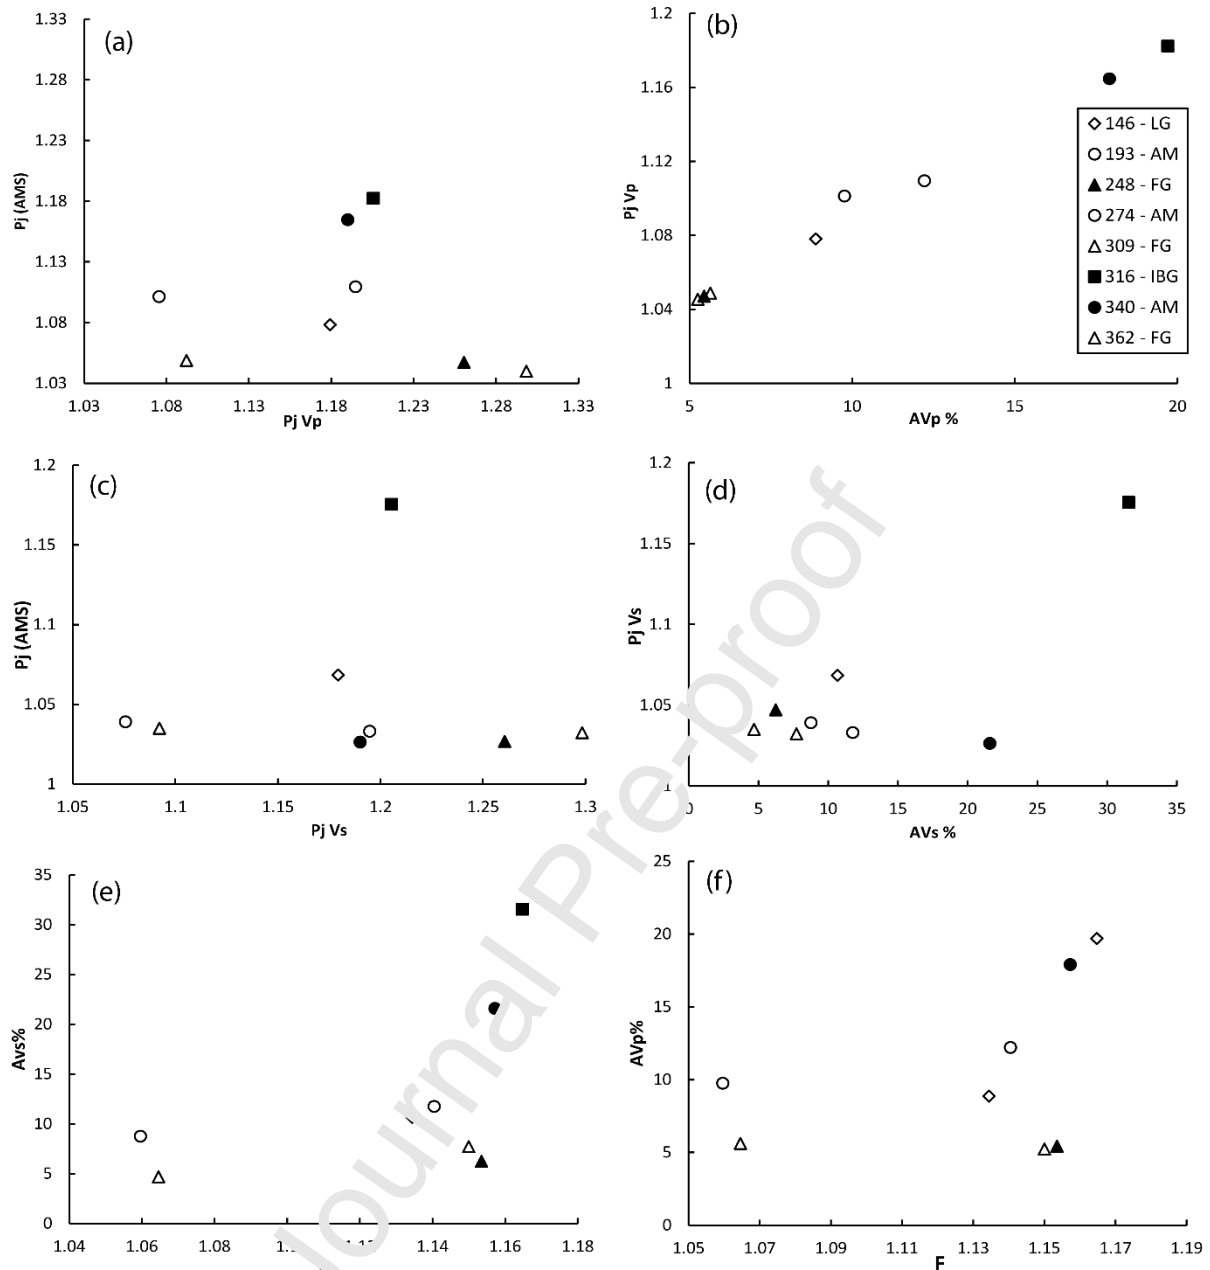 (a)
1.33
1.28
1.23
1.18
1.13
1.08
1.03
Pj (AMS)
1.03 1.08 1.13 1.18 1.23 1.28 1.33
Pj Vp
(b)
1.2
1.16
1.12
1.08
1.04
1
Pj Vp
5 10 15 20
AVp %
146 - LG
193 - AM
248 - FG
274 - AM
309 - FG
316 - IBG
340 - AM
362 - FG
(c)
1.2
1.15
1.1
1.05
1
Pj (AMS)
1.05 1.1 1.15 1.2 1.25 1.3
Pj Vs
(d)
1.2
1.15
1.1
1.05
1
Pj Vs
0 5 10 15 20 25 30 35
AVs %
(e)
35
30
25
20
15
10
5
0
Avs%
1.04 1.06 1.08 1.14 1.16 1.18
(f)
25
20
15
10
5
0
AVp%
1.05 1.07 1.09 1.11 1.13 1.15 1.17 1.19
F
Journal Pre-proof